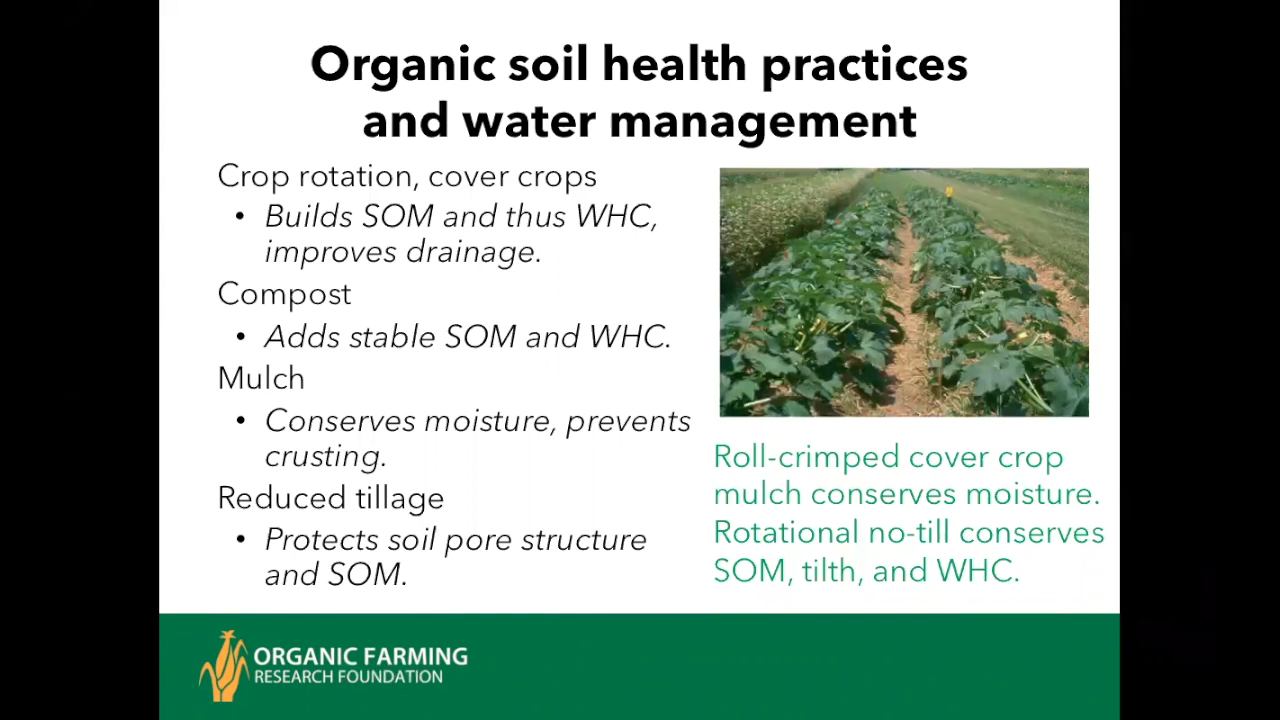 Organic soil health practices
and water management
Crop rotation, cover crops
• Builds SOM and thus WHC,
improves drainage.
Compost
• Adds stable SOM and WHC.
Mulch
• Conserves moisture, prevents
crusting.
Reduced tillage
• Protects soil pore structure
and SOM.
Roll-crimped cover crop
mulch conserves moisture.
Rotational no-till conserves
SOM, tilth, and WHC.
ORGANIC FARMING
RESEARCH FOUNDATION